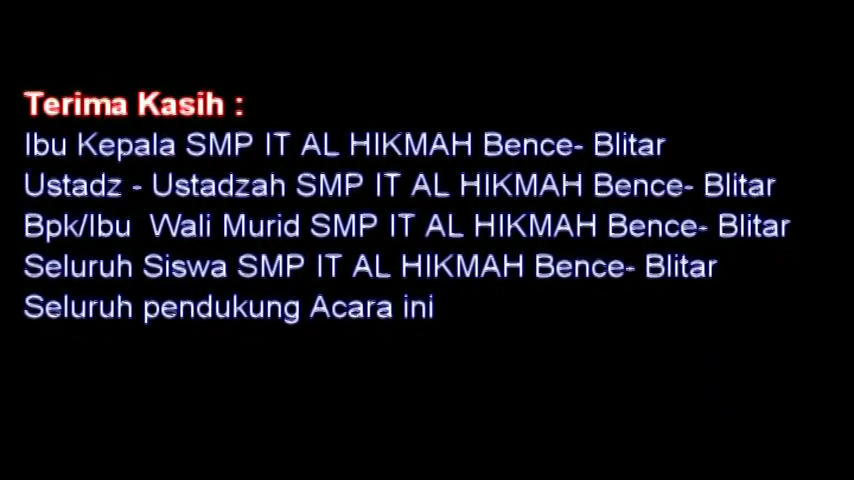 Terima Kasih :
Ibu Kepala SMP IT AL HIKMAH Bence- Blitar
Ustadz - Ustadzah SMP IT AL HIKMAH Bence- Blitar
Bpk/Ibu  Wali Murid SMP IT AL HIKMAH Bence- Blitar
Seluruh Siswa SMP IT AL HIKMAH Bence- Blitar
Seluruh pendukung Acara ini